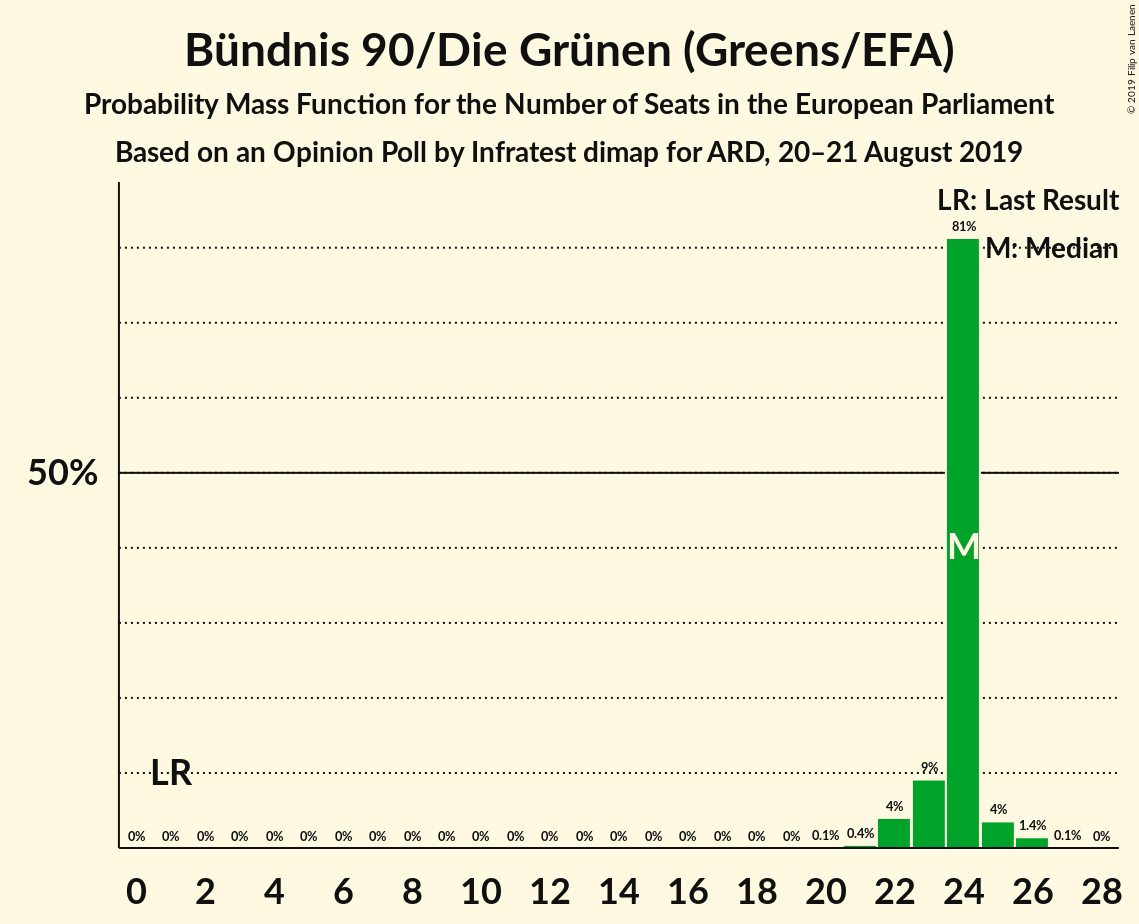 Bündnis 90/Die Grünen (Greens/EFA)
Probability Mass Function for the Number of Seats in the European Parliament
Based on an Opinion Poll by Infratest dimap for ARD, 20–21 August 2019
© 2019 Filip van Laenen
LR: Last Result
M: Median
81%
50%
M
LR
0% 0% 0% 0% 0% 0% 0% 0% 0% 0% 0% 0% 0% 0% 0% 0% 0% 0% 0% 0% 0.1% 0.4% 4% 9% 4% 1.4% 0.1% 0%
0 2 4 6 8 10 12 14 16 18 20 22 24 26 28